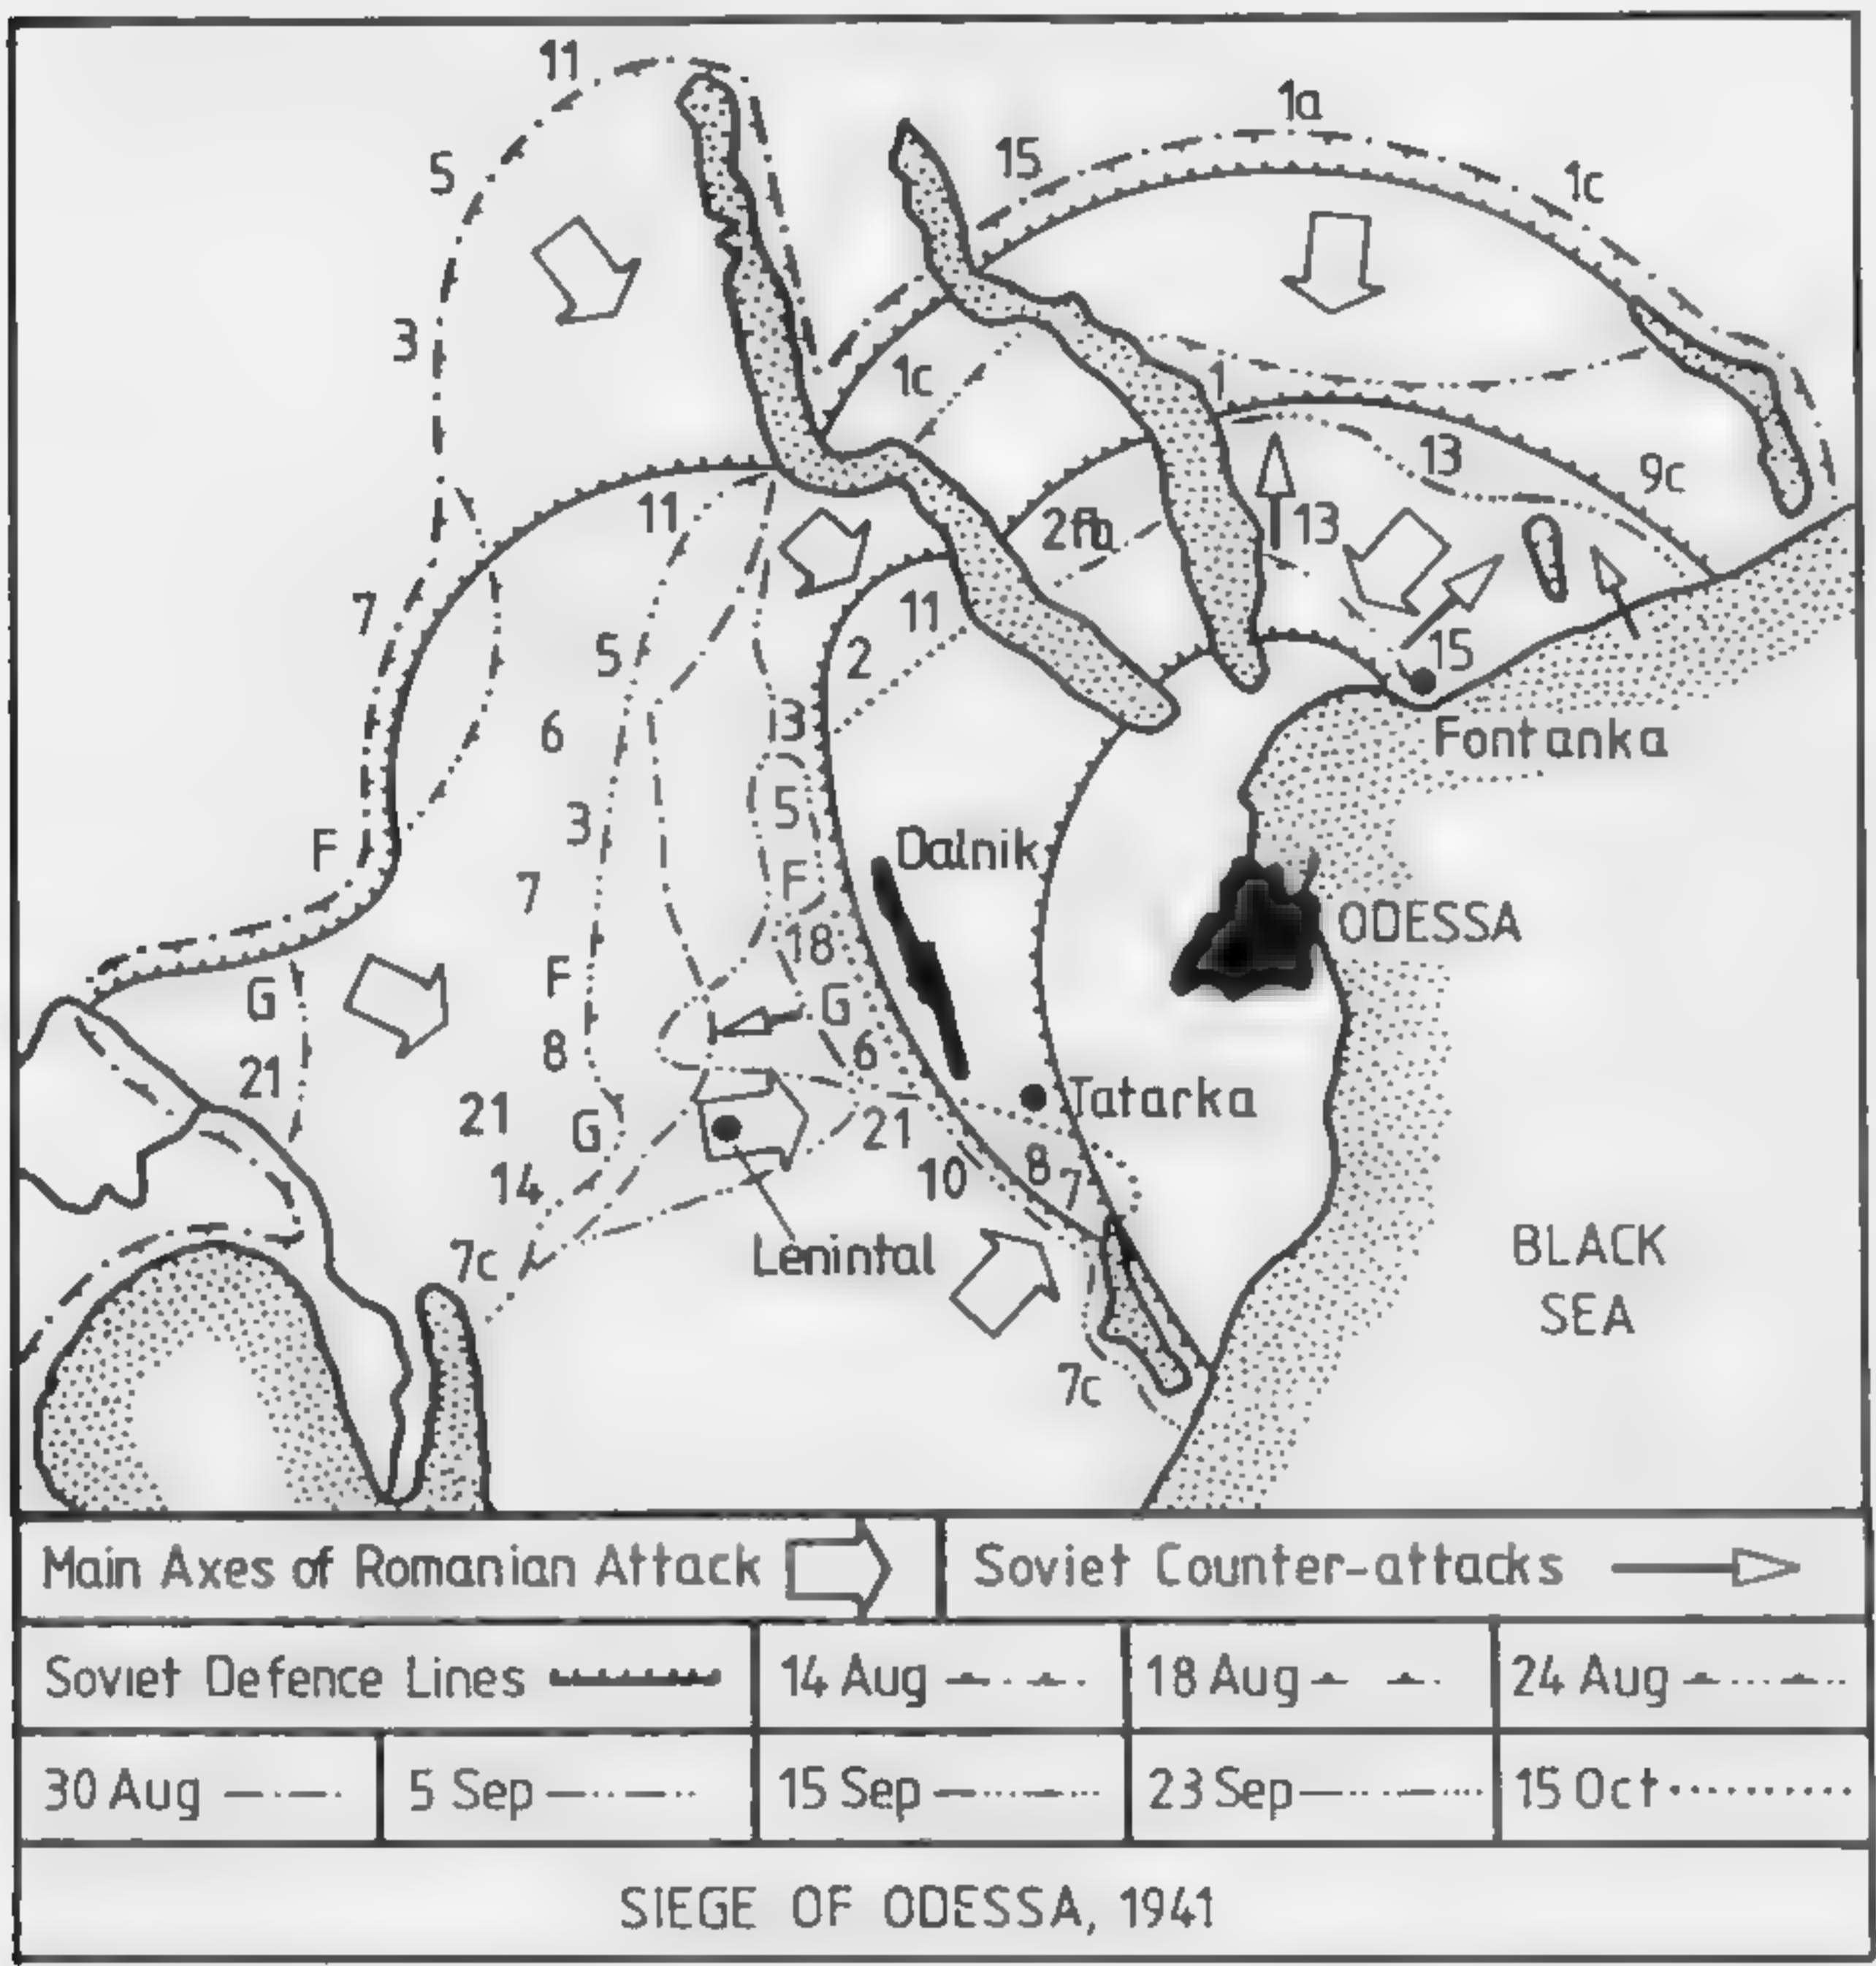 11
1a
15
1c
5
3
1c
1
13
9c
11
13
7
11
5
2
15
6
13
Fontanka
5
3
F
Dalnik
7
F
ODESSA
18
F
G
G
6
8
21
Tatarka
21
G
21
8
10
7
14
BLACK
7c
Lenintal
SEA
7c
Main Axes of Romanian Attack
Soviet Counter-attacks
Soviet Defence Lines
14 Aug
18 Aug
24 Aug
30 Aug
5 Sep
15 Sep
23 Sep
15 Oct
SIEGE OF ODESSA, 1941